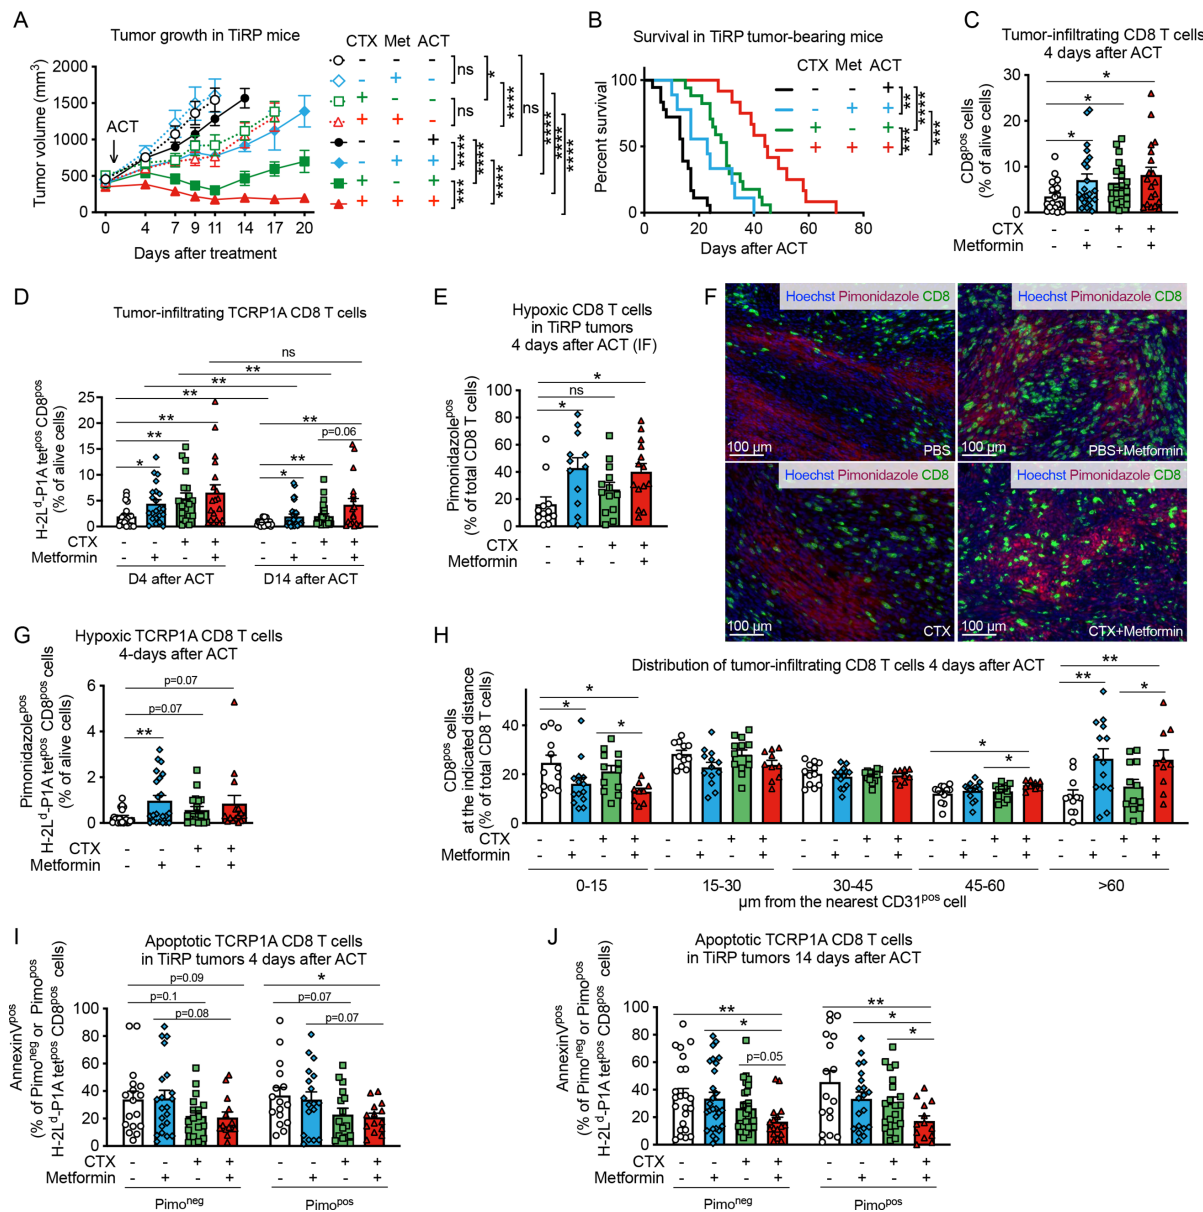 A
Tumor growth in TiRP mice
CTX Met ACT
Tumor volume (mm3)
2000
1500
1000
500
0
ACT
0 4 7 9 11 14 17 20
Days after treatment
- - -
- + -
+ - -
+ + -
- - +
- + +
+ - +
+ + +
ns
ns
*
****
****
***
****
****
****
ns
****
****
****
B
Survival in TiRP tumor-bearing mice
CTX Met ACT
- - +
- + +
+ - +
+ + +
**
***
****
***
Percent survival
100
50
0
0 20 40 60 80
Days after ACT
C
Tumor-infiltrating CD8 T cells
4 days after ACT
CD8pos cells
(% of alive cells)
30
20
10
0
*
*
*
CTX - - + +
Metformin - + - +
D
Tumor-infiltrating TCRP1A CD8 T cells
H-2Ld-P1A tetpos CD8pos
(% of alive cells)
25
20
15
10
5
0
ns
**
**
**
**
**
**
*
**
p=0.06
**
*
CTX - - + + - - + +
Metformin - + - + - + - +
D4 after ACT
D14 after ACT
E
Hypoxic CD8 T cells
in TiRP tumors
4 days after ACT (IF)
Pimonidazolepos
(% of total CD8 T cells)
100
80
60
40
20
0
*
ns
*
CTX - - + +
Metformin - + - +
F
Hoechst Pimonidazole CD8
100 µm
PBS
Hoechst Pimonidazole CD8
100 µm
PBS+Metformin
Hoechst Pimonidazole CD8
100 µm
CTX
Hoechst Pimonidazole CD8
100 µm
CTX+Metformin
G
Hypoxic TCRP1A CD8 T cells
4-days after ACT
Pimonidazolepos
H-2Ld-P1A tetpos CD8pos cells
(% of alive cells)
6
4
2
0
p=0.07
p=0.07
**
CTX - - + +
Metformin - + - +
H
Distribution of tumor-infiltrating CD8 T cells 4 days after ACT
CD8pos cells
at the indicated distance
(% of total CD8 T cells)
40
20
0
*
*
*
*
*
**
**
*
CTX - - + + - - + + - - + + - - + + - - + +
Metformin - + - + - + - + - + - + - + - + - + - +
0-15 15-30 30-45 45-60 >60
µm from the nearest CD31pos cell
I
Apoptotic TCRP1A CD8 T cells
in TiRP tumors 4 days after ACT
AnnexinVpos
(% of Pimoneg or Pimopos
H-2Ld-P1A tetpos CD8pos cells)
100
80
60
40
20
0
p=0.09
p=0.1
p=0.08
*
p=0.07
p=0.07
CTX - - + + - - + +
Metformin - + - + - + - +
Pimoneg
Pimopos
J
Apoptotic TCRP1A CD8 T cells
in TiRP tumors 14 days after ACT
AnnexinVpos
(% of Pimoneg or Pimopos
H-2Ld-P1A tetpos CD8pos cells)
100
80
60
40
20
0
**
*
p=0.05
**
*
*
CTX - - + + - - + +
Metformin - + - + - + - +
Pimoneg
Pimopos